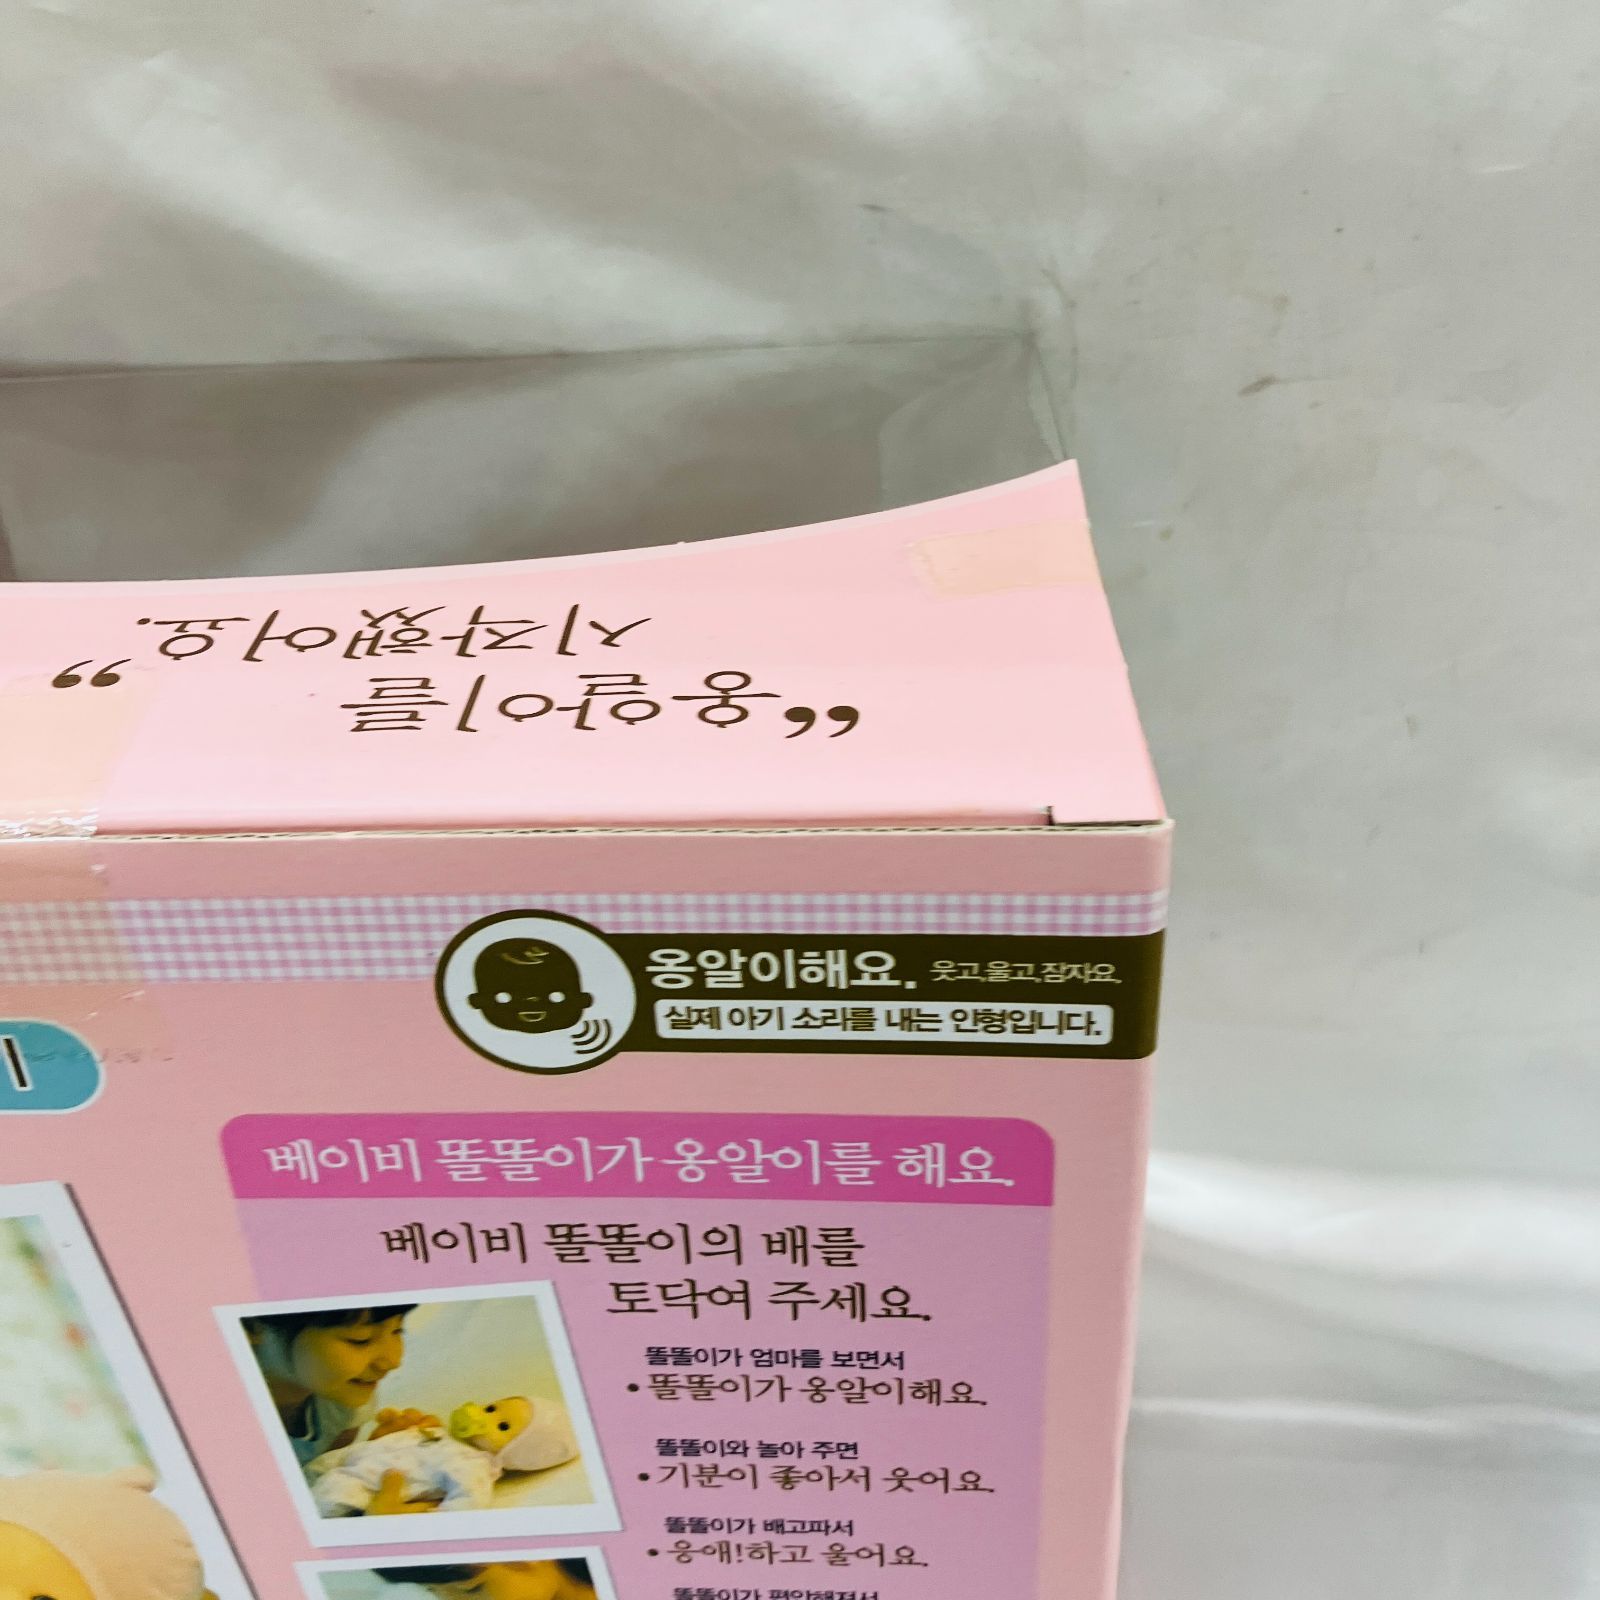 “옹알이를
시작했어요.”
옹알이해요. 웃고,울고,잠자요.
실제 아기 소리를 내는 인형입니다.
베이비 똘똘이가 옹알이를 해요.
베이비 똘똘이의 배를
토닥여 주세요.
똘똘이가 엄마를 보면서
• 똘똘이가 옹알이해요.
똘똘이와 놀아 주면
• 기분이 좋아서 웃어요.
똘똘이가 배고파서
• 응애!하고 울어요.
똘똘이가